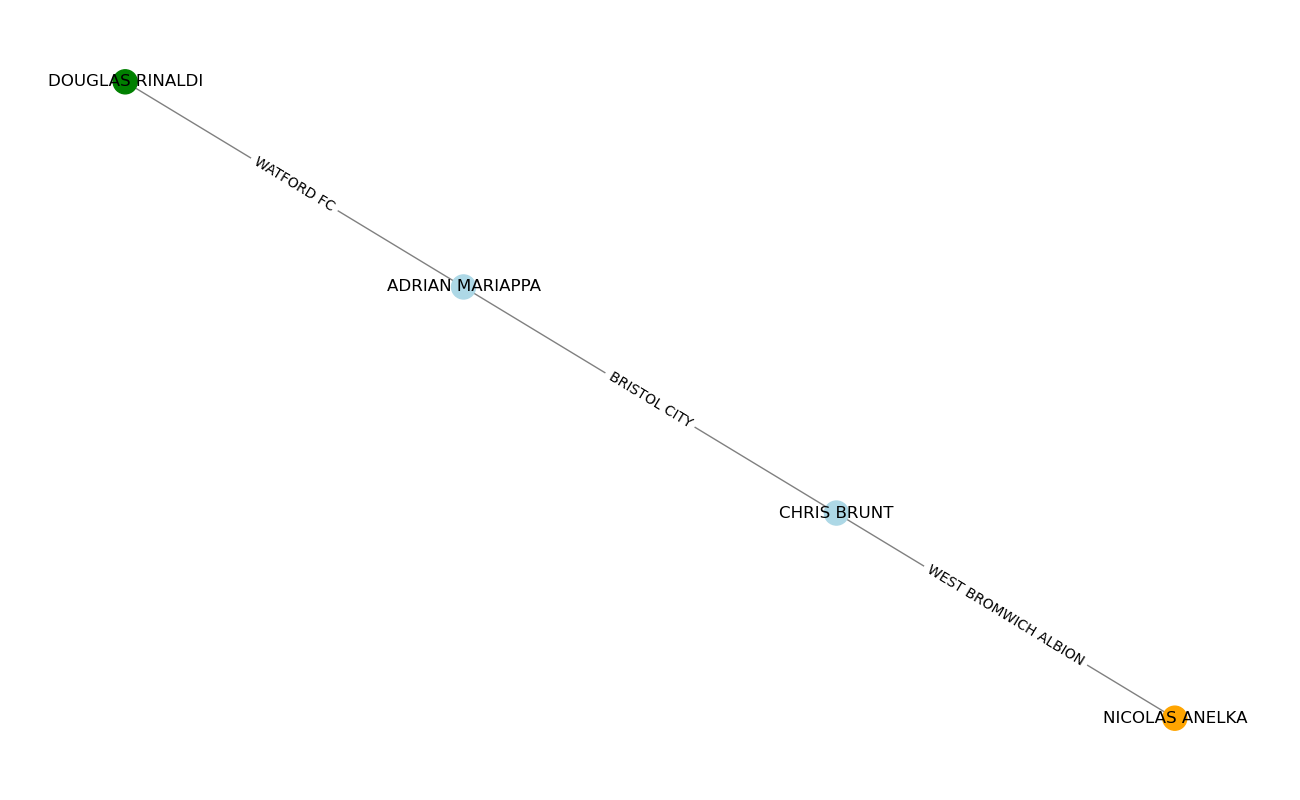 DOUGLAS RINALDI
WATFORD FC
ADRIAN MARIAPPA
BRISTOL CITY
CHRIS BRUNT
WEST BROMWICH ALBION
NICOLAS ANELKA